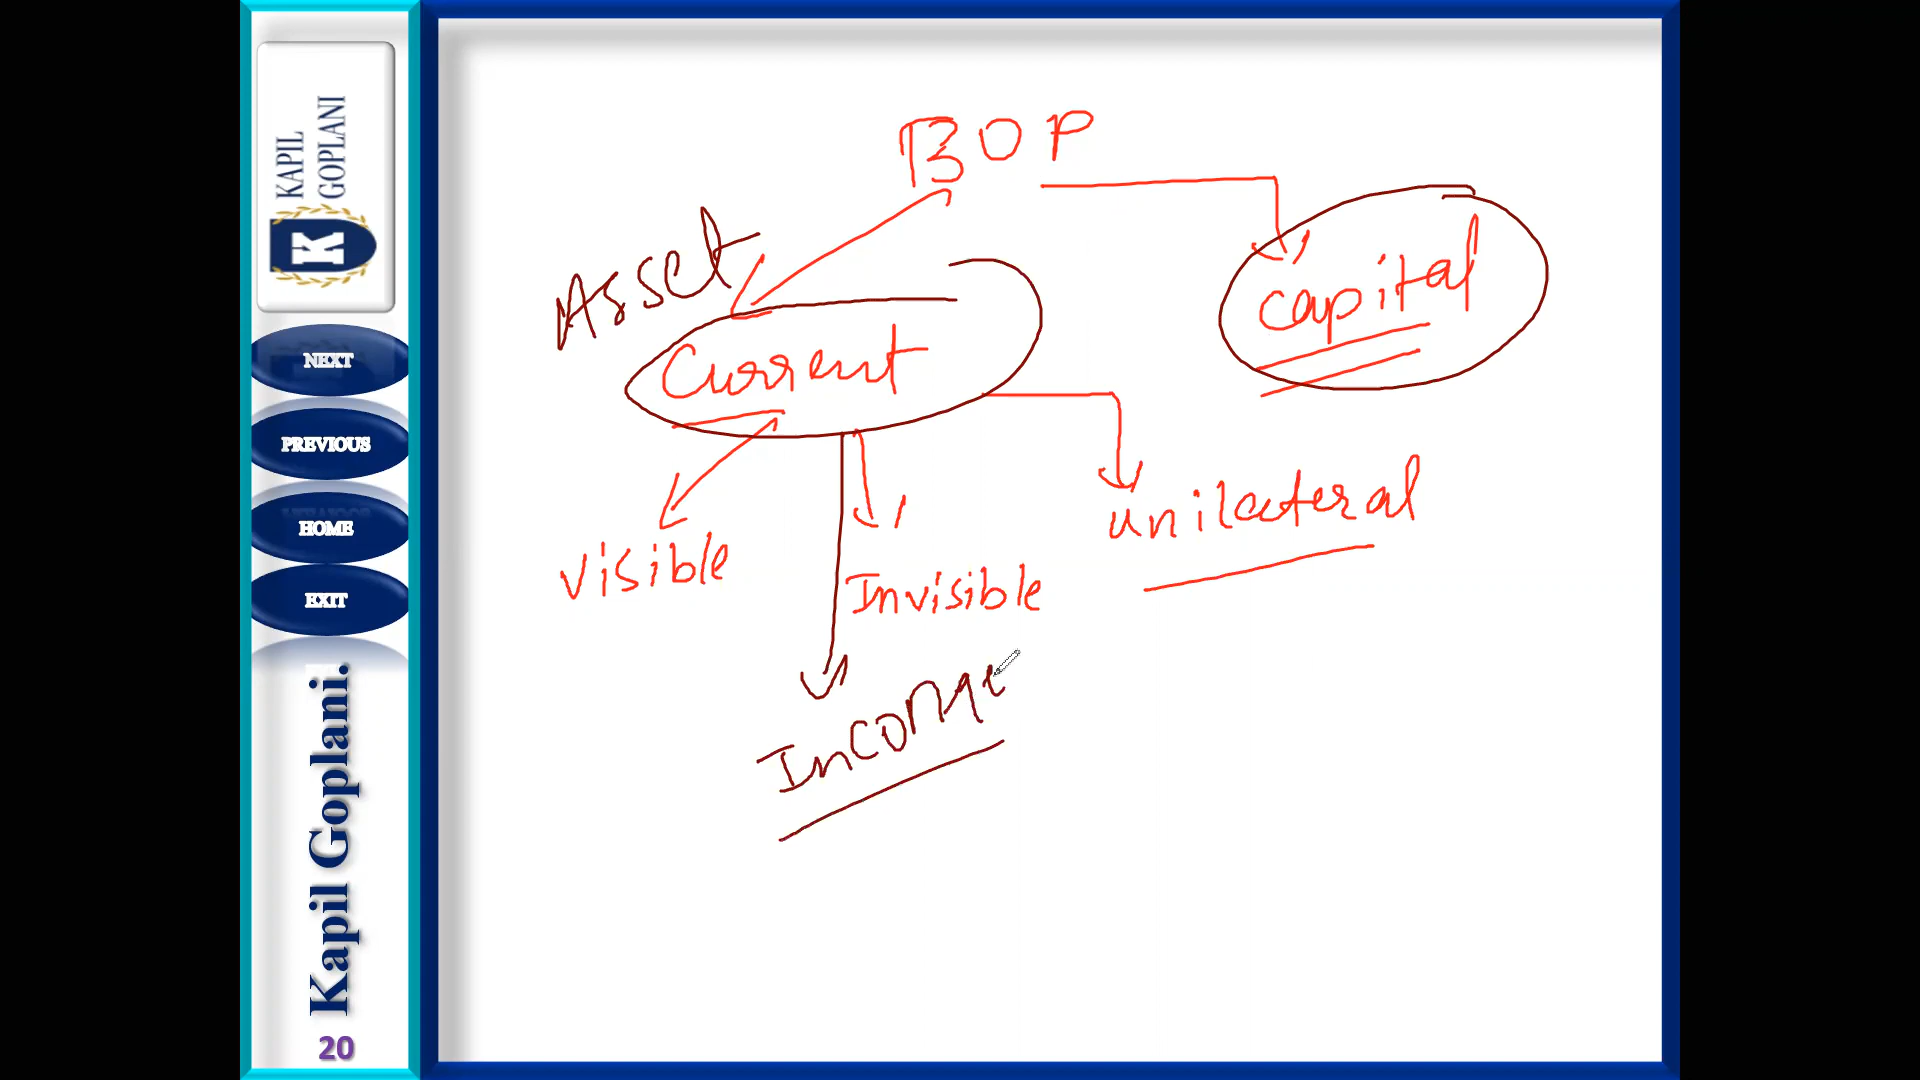 KAPIL
GOPLANI
K
NEXT
PREVIOUS
HOME
EXIT
Kapil Goplani.
20
BOP
Asset
Current
capital
visible
Invisible
unilateral
Income